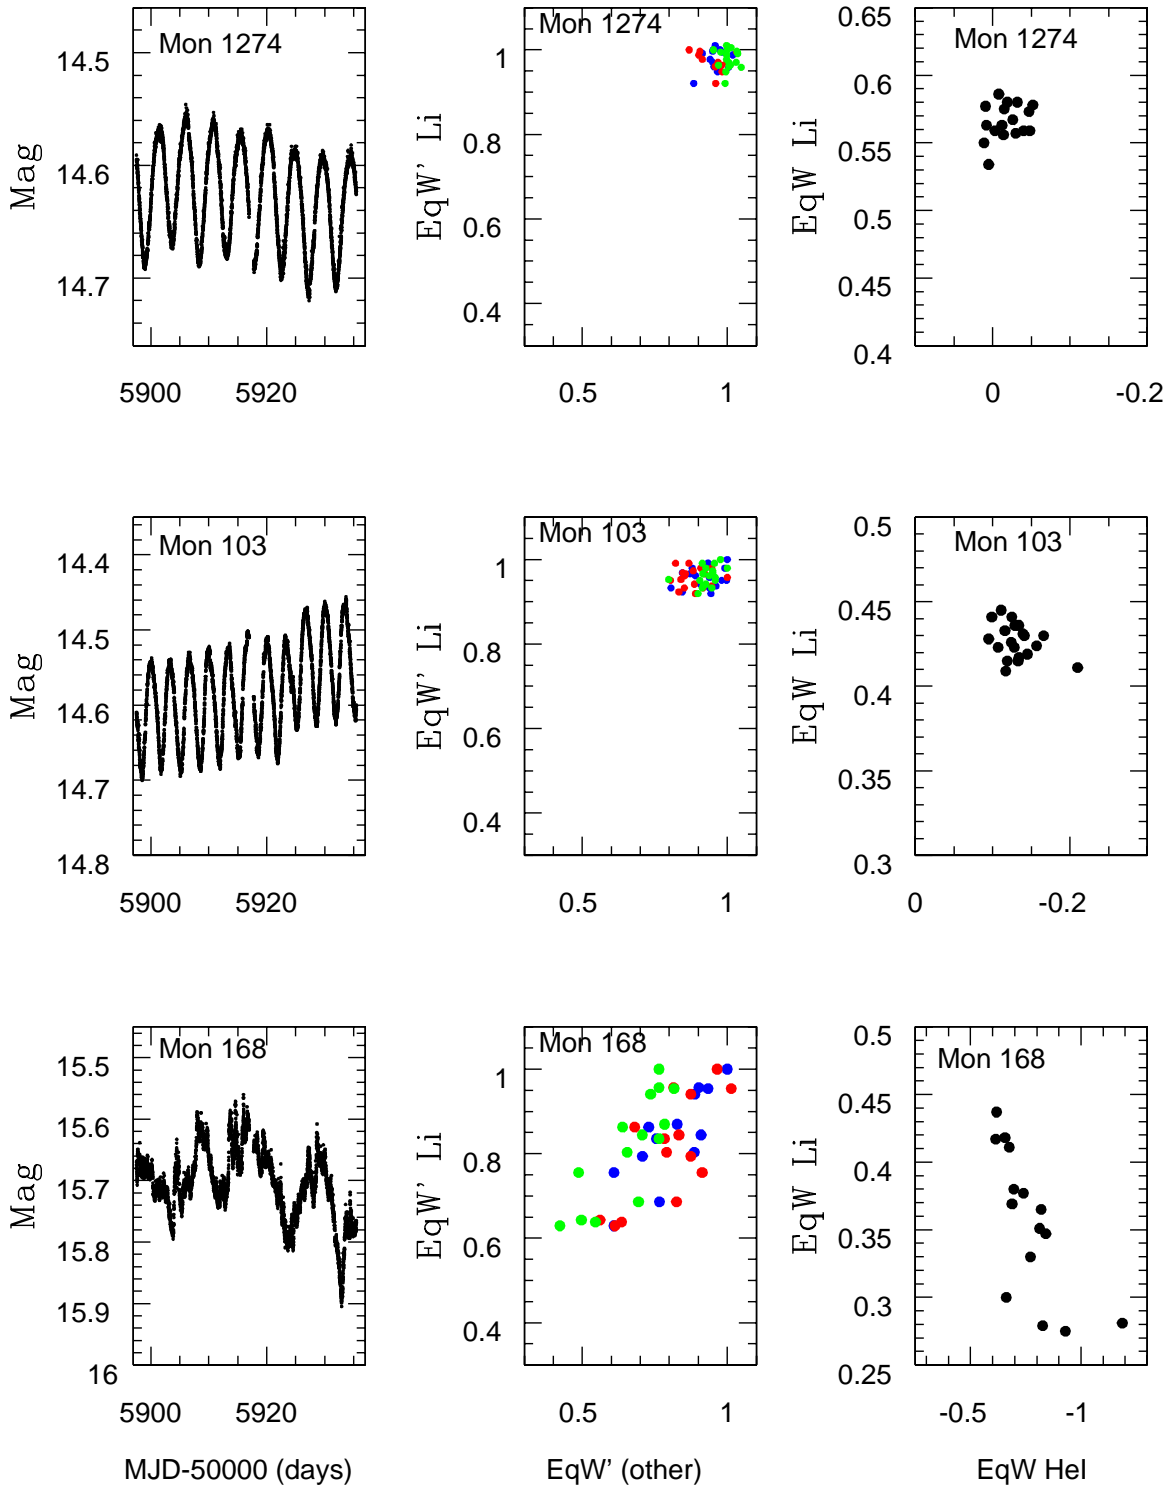 Mon 1274
14.5
14.6
14.7
Mag
5900
5920
Mon 1274
1
0.8
0.6
0.4
EqW' Li
0.5
1
Mon 1274
0.65
0.6
0.55
0.5
0.45
0.4
EqW Li
0
-0.2
Mon 103
14.4
14.5
14.6
14.7
14.8
Mag
5900
5920
Mon 103
1
0.8
0.6
0.4
EqW' Li
0.5
1
Mon 103
0.5
0.45
0.4
0.35
0.3
EqW Li
0
-0.2
Mon 168
15.5
15.6
15.7
15.8
15.9
16
Mag
5900
5920
MJD-50000 (days)
Mon 168
1
0.8
0.6
0.4
EqW' Li
0.5
1
EqW' (other)
Mon 168
0.5
0.45
0.4
0.35
0.3
0.25
EqW Li
-0.5
-1
EqW HeI